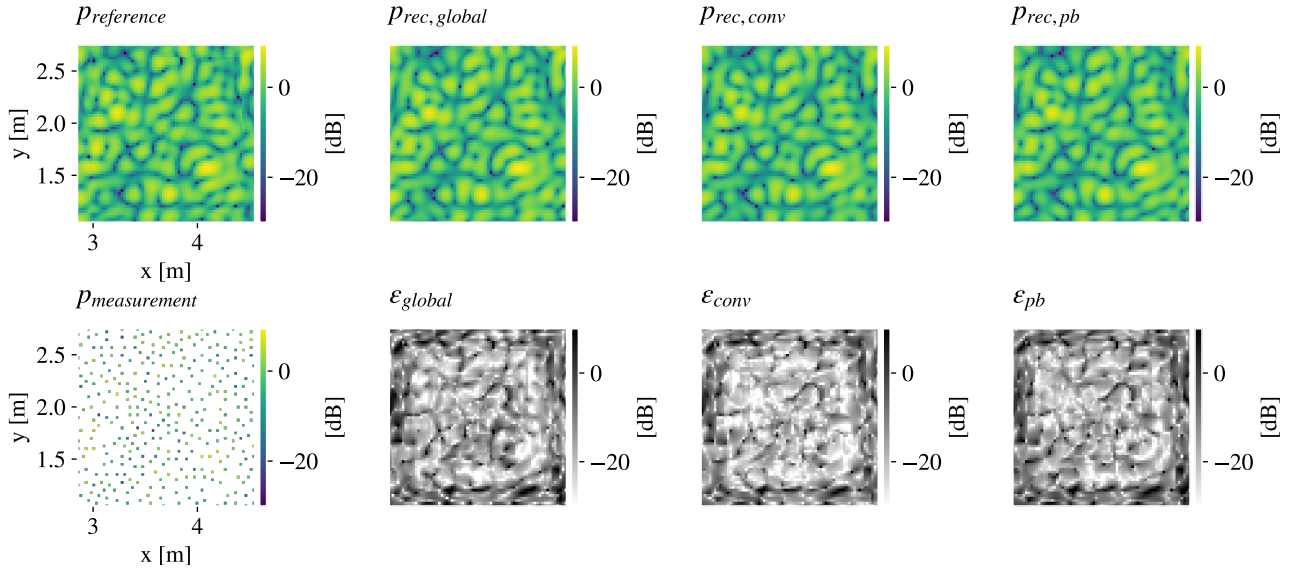 p_reference
p_rec, global
p_rec, conv
p_rec, pb
2.5
2.0
1.5
y [m]
3
4
x [m]
0
−20
[dB]
0
−20
[dB]
0
−20
[dB]
0
−20
[dB]
p_measurement
ε_global
ε_conv
ε_pb
2.5
2.0
1.5
y [m]
3
4
x [m]
0
−20
[dB]
0
−20
[dB]
0
−20
[dB]
0
−20
[dB]